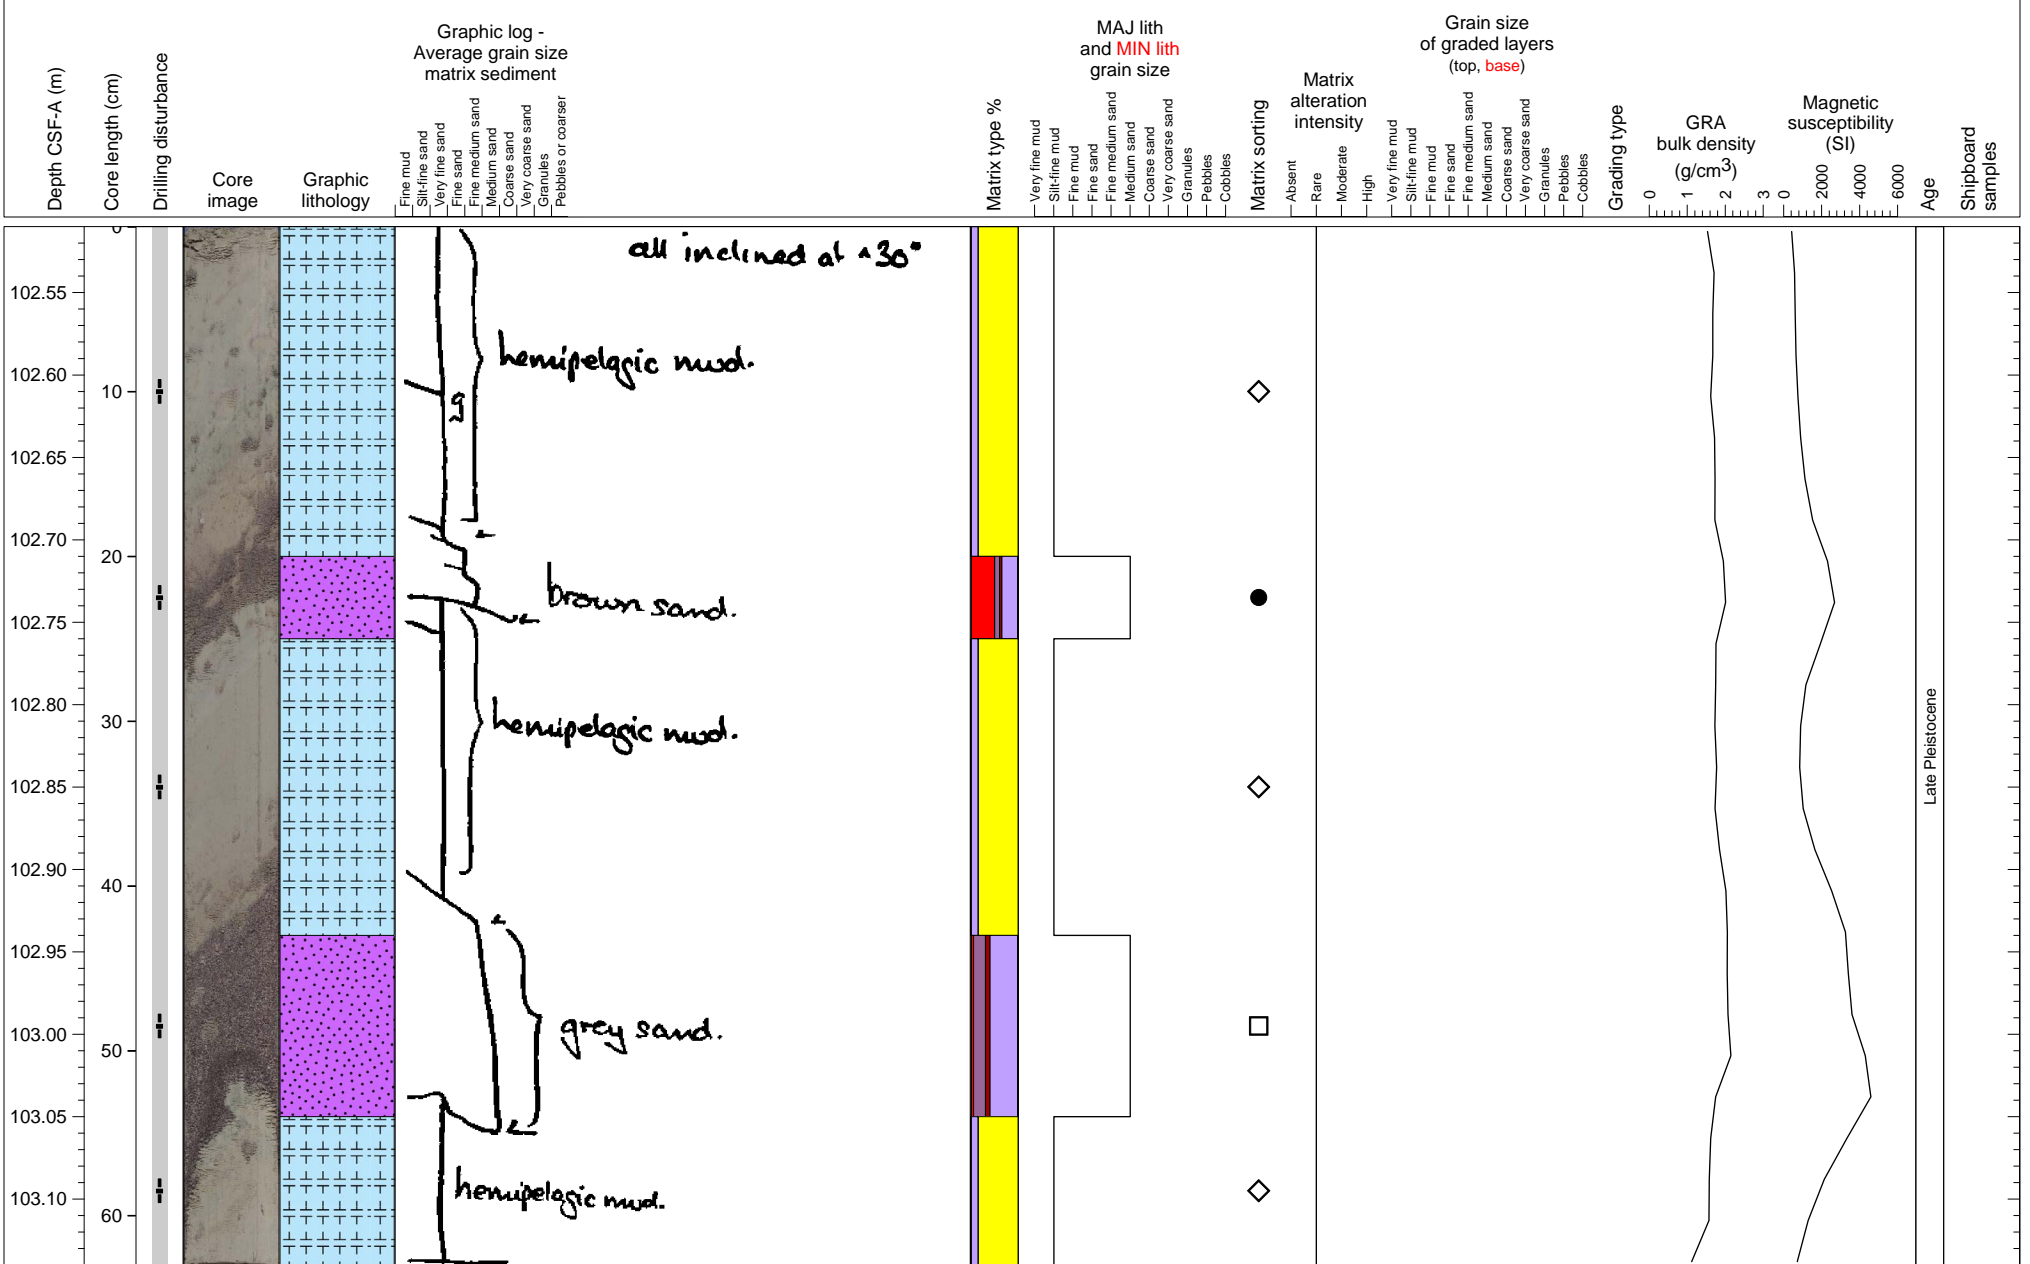 Depth CSF-A (m)
Core length (cm)
Drilling disturbance
Core
image
Graphic
lithology
Graphic log -
Average grain size
matrix sediment
Fine mud
Silt-fine sand
Very fine sand
Fine sand
Fine medium sand
Medium sand
Coarse sand
Very coarse sand
Granules
Pebbles or coarser
Matrix type %
MAJ lith
and MIN lith
grain size
Very fine mud
Silt-fine mud
Fine mud
Fine sand
Fine medium sand
Medium sand
Coarse sand
Very coarse sand
Granules
Pebbles
Cobbles
Matrix sorting
Matrix
alteration
intensity
Absent
Rare
Moderate
High
Grain size
of graded layers
(top, base)
Very fine mud
Silt-fine mud
Fine mud
Fine sand
Fine medium sand
Medium sand
Coarse sand
Very coarse sand
Granules
Pebbles
Cobbles
Grading type
GRA
bulk density
(g/cm3)
0 1 2 3
Magnetic
susceptibility
(SI)
0 2000 4000 6000
Age
Shipboard
samples
0
all inclined at ~30°
102.55
hemipelagic mud.
102.60
10
102.65
102.70
20
brown sand.
102.75
102.80
30
hemipelagic mud.
Late Pleistocene
102.85
102.90
40
102.95
103.00
grey sand.
50
103.05
103.10
hemipelagic mud.
60